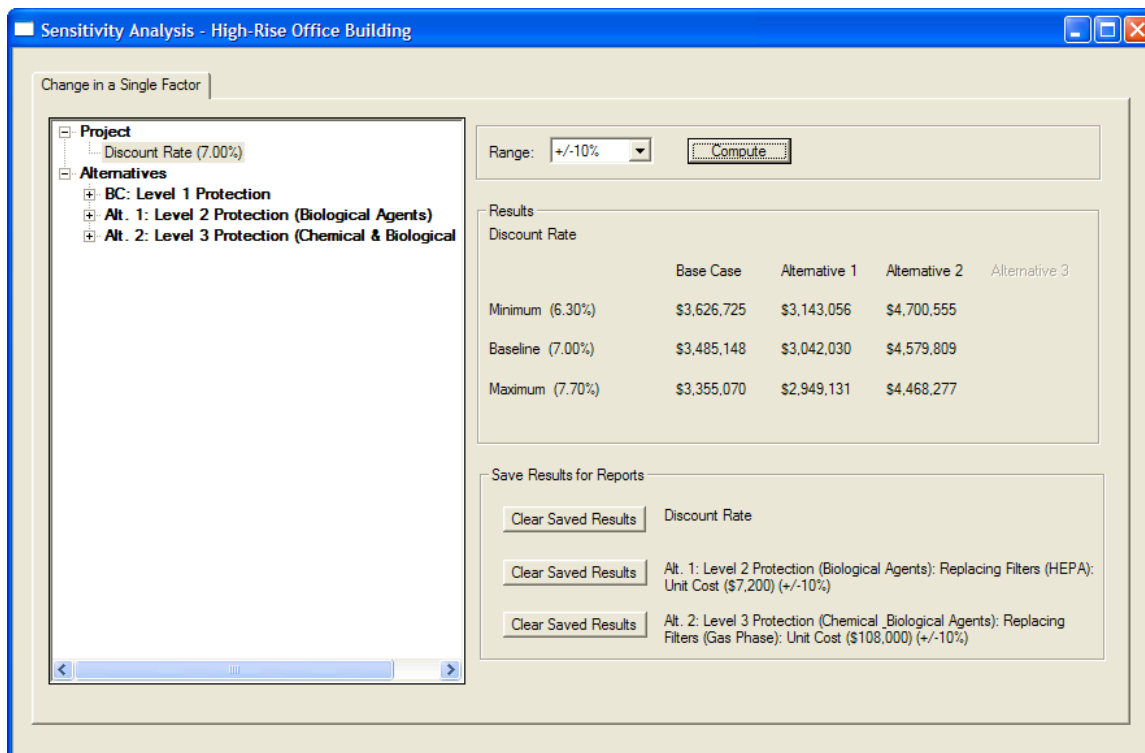 Sensitivity Analysis - High-Rise Office Building
Change in a Single Factor
Project
Discount Rate (7.00%)
Alternatives
BC: Level 1 Protection
Alt. 1: Level 2 Protection (Biological Agents)
Alt. 2: Level 3 Protection (Chemical & Biological
Range: +/-10% Compute
Results
Discount Rate
Base Case Alternative 1 Alternative 2 Alternative 3
Minimum (6.30%) $3,626,725 $3,143,056 $4,700,555
Baseline (7.00%) $3,485,148 $3,042,030 $4,579,809
Maximum (7.70%) $3,355,070 $2,949,131 $4,468,277
Save Results for Reports
Clear Saved Results Discount Rate
Clear Saved Results Alt. 1: Level 2 Protection (Biological Agents): Replacing Filters (HEPA):
Unit Cost ($7,200) (+/-10%)
Clear Saved Results Alt. 2: Level 3 Protection (Chemical _Biological Agents): Replacing
Filters (Gas Phase): Unit Cost ($108,000) (+/-10%)